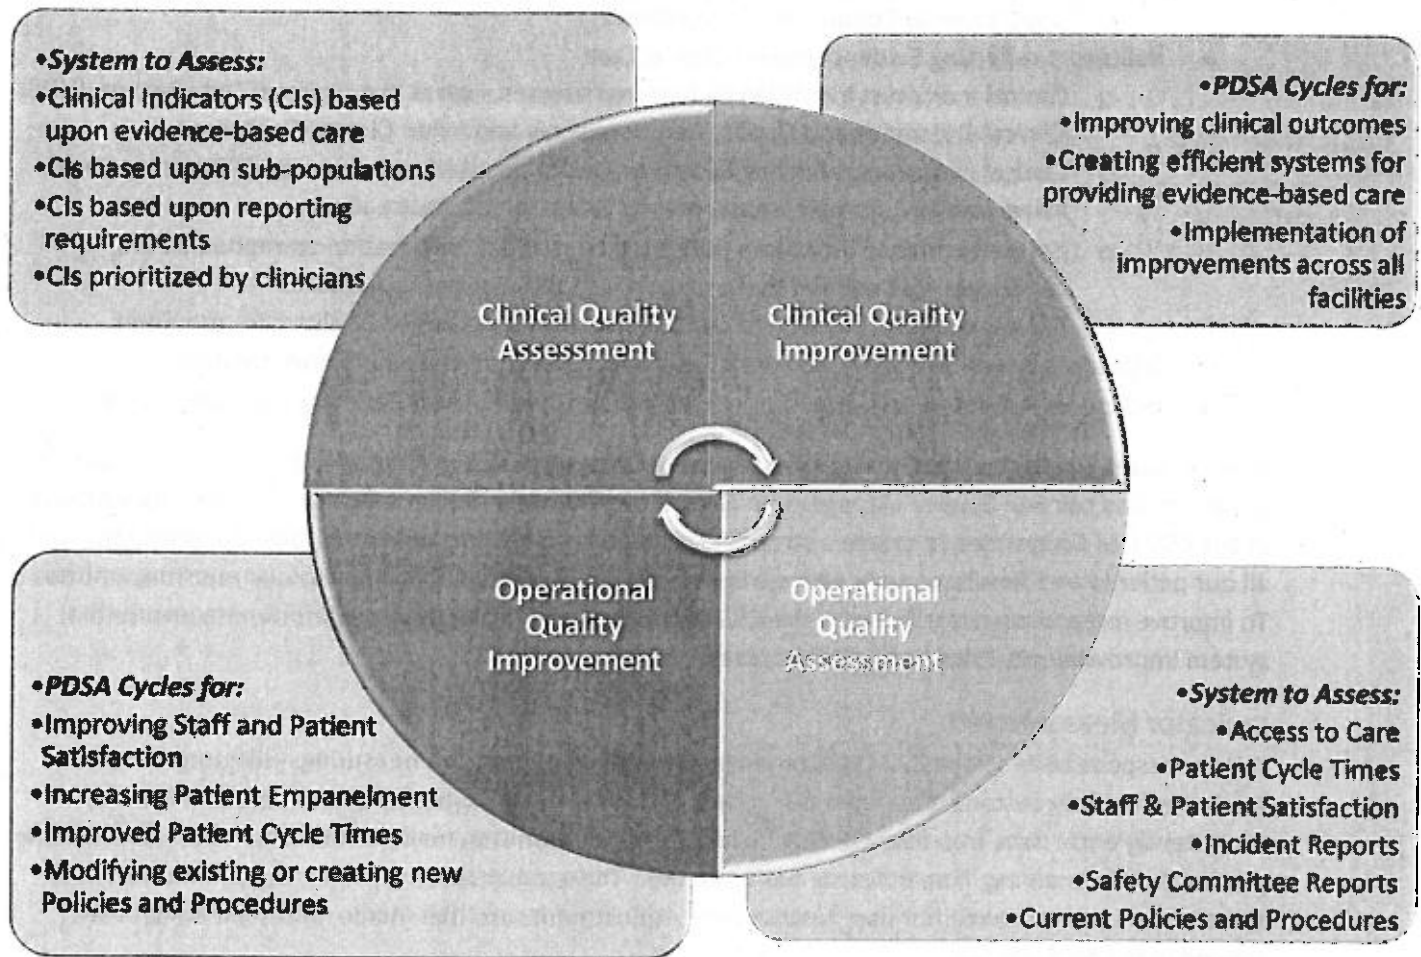 •System to Assess:
•Clinical Indicators (CIs) based
upon evidence-based care
•CIs based upon sub-populations
•CIs based upon reporting
requirements
•CIs prioritized by clinicians
•PDSA Cycles for:
•Improving clinical outcomes
•Creating efficient systems for
providing evidence-based care
•Implementation of
improvements across all
facilities
Clinical Quality
Assessment
Clinical Quality
Improvement
Operational
Quality
Improvement
Operational
Quality
Assessment
•PDSA Cycles for:
•Improving Staff and Patient
Satisfaction
•Increasing Patient Empanelment
•Improved Patient Cycle Times
•Modifying existing or creating new
Policies and Procedures
•System to Assess:
•Access to Care
•Patient Cycle Times
•Staff & Patient Satisfaction
•Incident Reports
•Safety Committee Reports
•Current Policies and Procedures